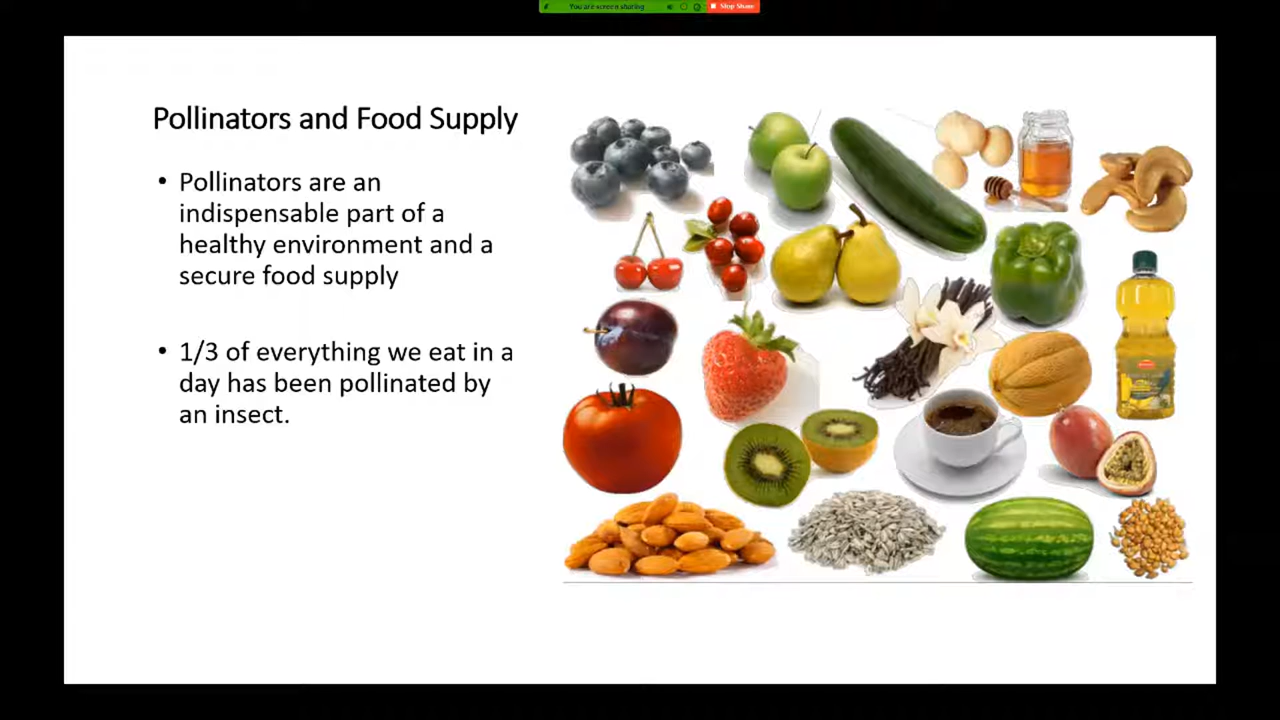 You are screen sharing
Stop Share
Pollinators and Food Supply
• Pollinators are an
indispensable part of a
healthy environment and a
secure food supply
• 1/3 of everything we eat in a
day has been pollinated by
an insect.